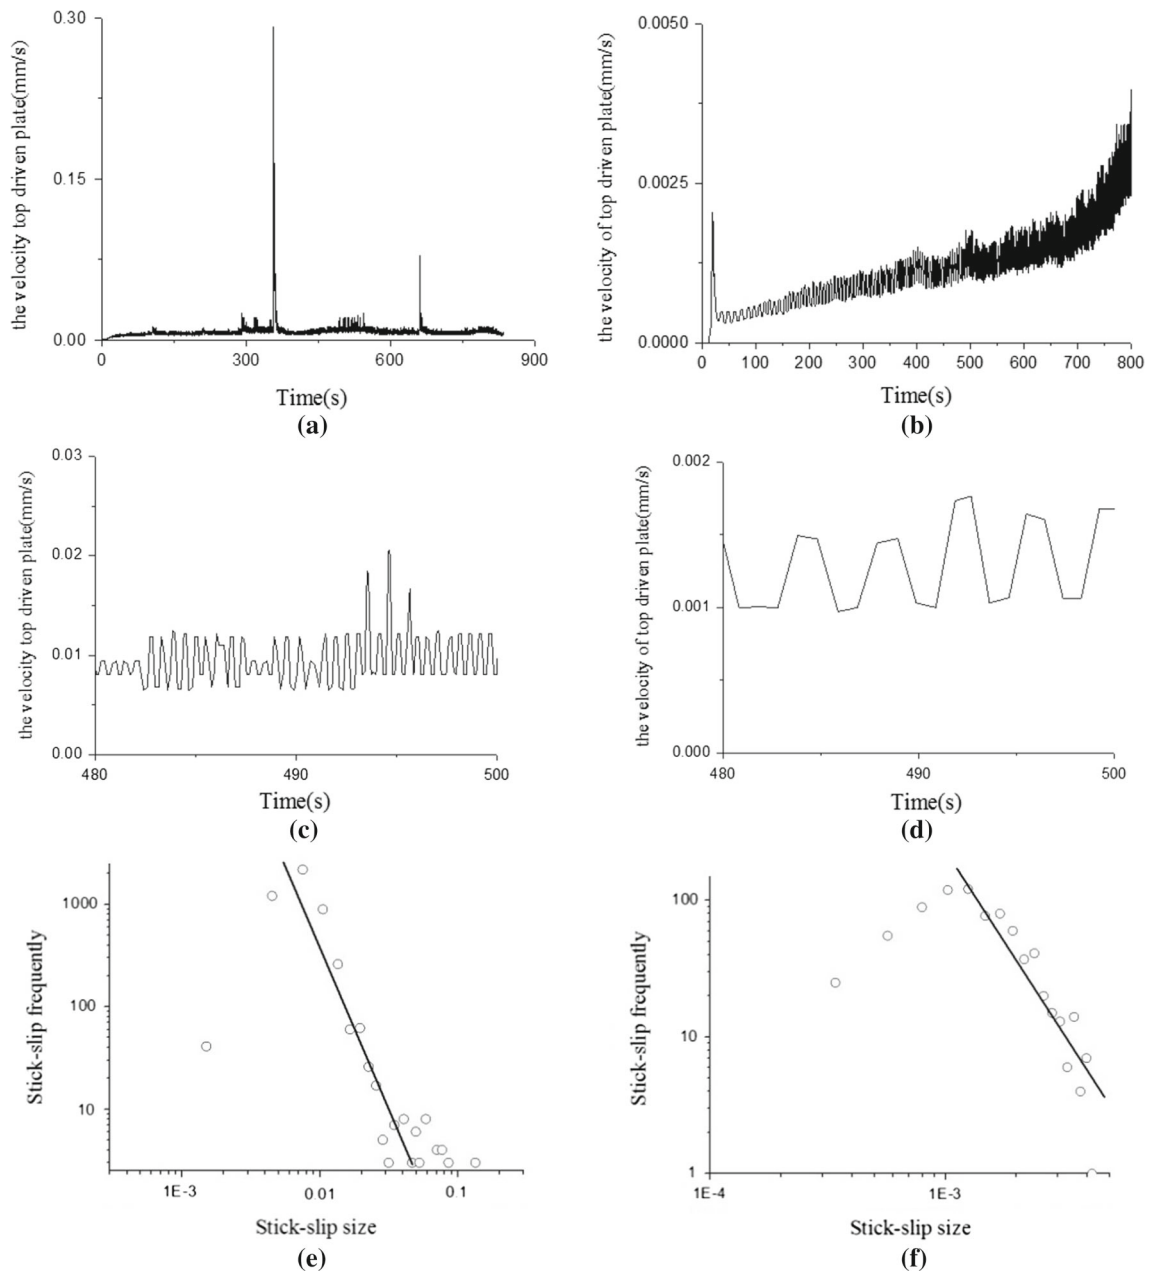 the velocity top driven plate(mm/s)
0.30
0.15
0.00
0
300
600
900
Time(s)
(a)
the velocity of top driven plate(mm/s)
0.0050
0.0025
0.0000
0
100
200
300
400
500
600
700
800
Time(s)
(b)
the velocity top driven plate(mm/s)
0.03
0.02
0.01
0.00
480
490
500
Time(s)
(c)
the velocity of top driven plate(mm/s)
0.002
0.001
0.000
480
490
500
Time(s)
(d)
Stick-slip frequently
1000
100
10
1E-3
0.01
0.1
Stick-slip size
(e)
Stick-slip frequently
100
10
1
1E-4
1E-3
Stick-slip size
(f)